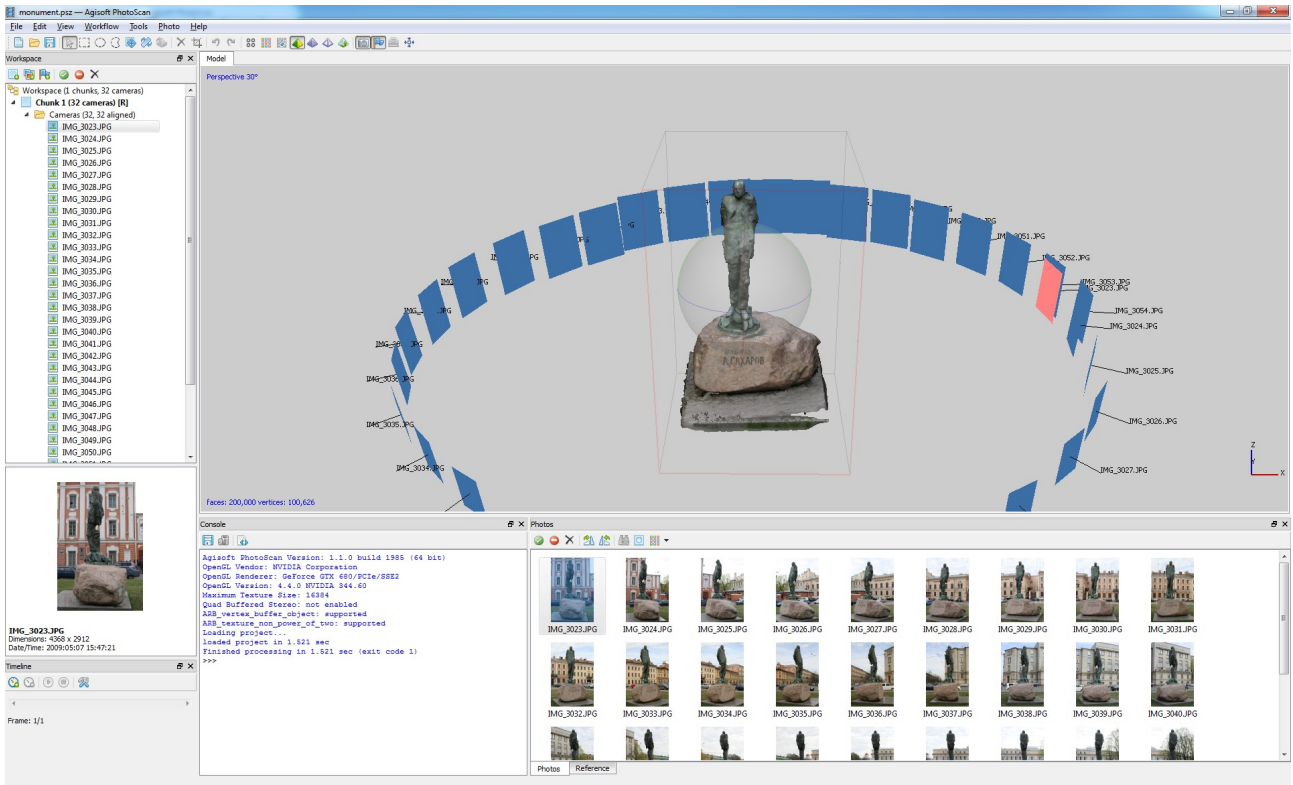 monument.psz — Agisoft PhotoScan
File Edit View Workflow Tools Photo Help
Workspace
Model
Workspace (1 chunks, 32 cameras)
Chunk 1 (32 cameras) [R]
Cameras (32, 32 aligned)
IMG_3023.JPG
IMG_3024.JPG
IMG_3025.JPG
IMG_3026.JPG
IMG_3027.JPG
IMG_3028.JPG
IMG_3029.JPG
IMG_3030.JPG
IMG_3031.JPG
IMG_3032.JPG
IMG_3033.JPG
IMG_3034.JPG
IMG_3035.JPG
IMG_3036.JPG
IMG_3037.JPG
IMG_3038.JPG
IMG_3039.JPG
IMG_3040.JPG
IMG_3041.JPG
IMG_3042.JPG
IMG_3043.JPG
IMG_3044.JPG
IMG_3045.JPG
IMG_3046.JPG
IMG_3047.JPG
IMG_3048.JPG
IMG_3049.JPG
IMG_3050.JPG
Perspective 30°
IMG_3051.JPG
IMG_3052.JPG
IMG_3053.JPG
IMG_3023.JPG
IMG_3054.JPG
IMG_3024.JPG
IMG_3025.JPG
IMG_3026.JPG
IMG_3027.JPG
IMG_3035.JPG
IMG_3034.JPG
А.САХАРОВ
Z
Y
X
faces: 200,000 vertices: 100,626
IMG_3023.JPG
Dimensions: 4368 x 2912
Date/Time: 2009:05:07 15:47:21
Timeline
Frame: 1/1
Console
Agisoft PhotoScan Version: 1.1.0 build 1985 (64 bit)
OpenGL Vendor: NVIDIA Corporation
OpenGL Renderer: GeForce GTX 680/PCIe/SSE2
OpenGL Version: 4.4.0 NVIDIA 344.60
Maximum Texture Size: 16384
Quad Buffered Stereo: not enabled
ARB_vertex_buffer_object: supported
ARB_texture_non_power_of_two: supported
Loading project...
loaded project in 1.521 sec
Finished processing in 1.521 sec (exit code 1)
>>>
Photos
IMG_3023.JPG IMG_3024.JPG IMG_3025.JPG IMG_3026.JPG IMG_3027.JPG IMG_3028.JPG IMG_3029.JPG IMG_3030.JPG IMG_3031.JPG
IMG_3032.JPG IMG_3033.JPG IMG_3034.JPG IMG_3035.JPG IMG_3036.JPG IMG_3037.JPG IMG_3038.JPG IMG_3039.JPG IMG_3040.JPG
Photos Reference